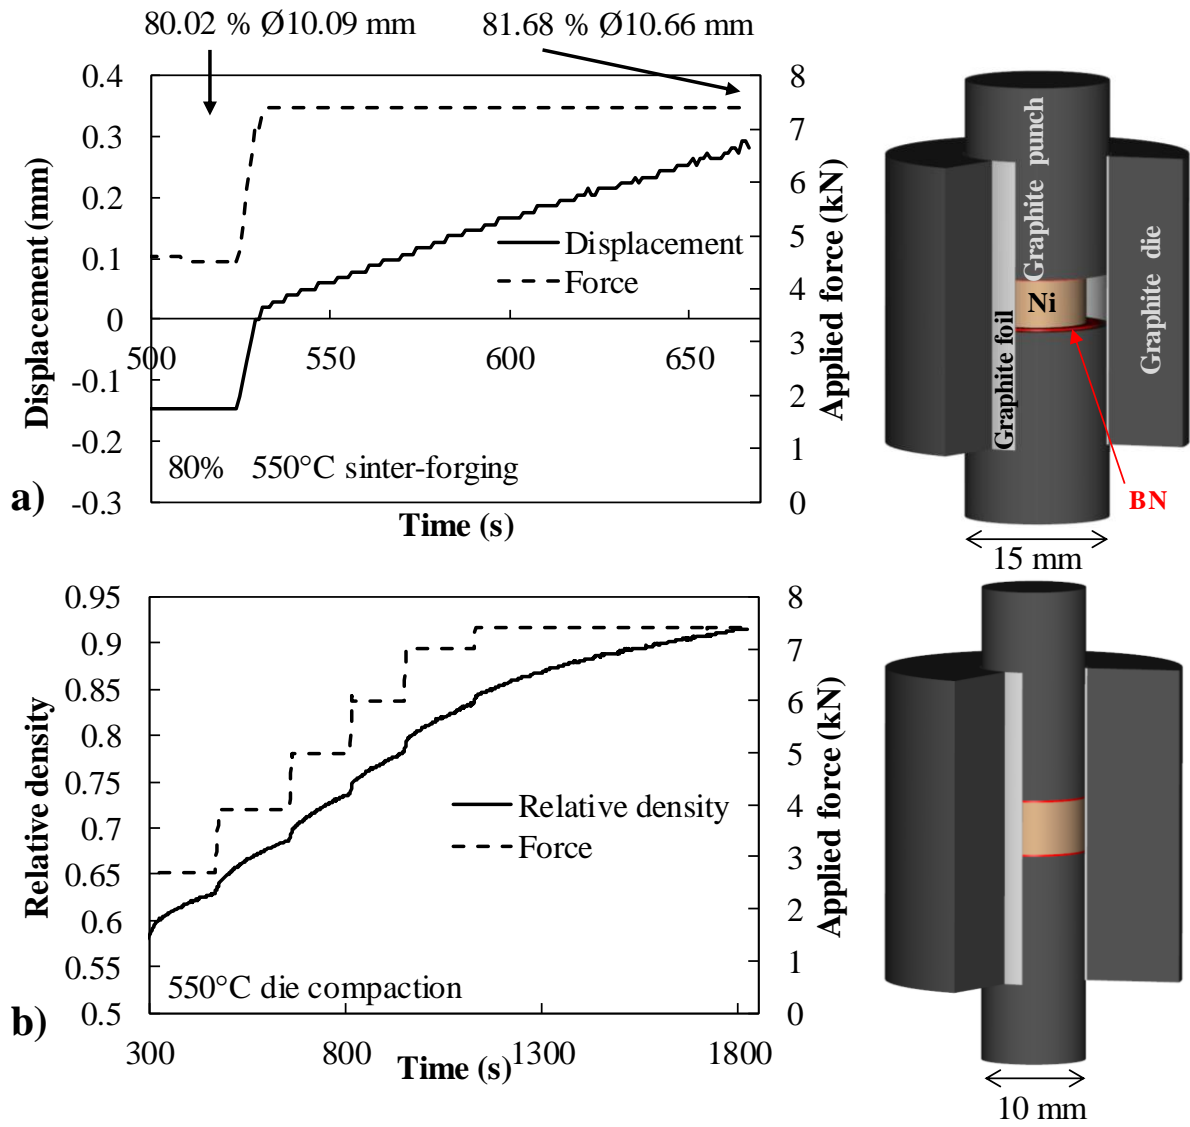 80.02 % Ø10.09 mm
81.68 % Ø10.66 mm
0.4
0.3
0.2
0.1
0
-0.1
-0.2
-0.3
Displacement (mm)
8
7
6
5
4
3
2
1
0
Applied force (kN)
500
550
600
650
Displacement
Force
80%
550°C sinter-forging
a)
Time (s)
Graphite punch
Ni
Graphite foil
Graphite die
BN
15 mm
0.95
0.9
0.85
0.8
0.75
0.7
0.65
0.6
0.55
0.5
Relative density
8
7
6
5
4
3
2
1
0
Applied force (kN)
Relative density
Force
550°C die compaction
b)
300
800
1300
1800
Time (s)
10 mm